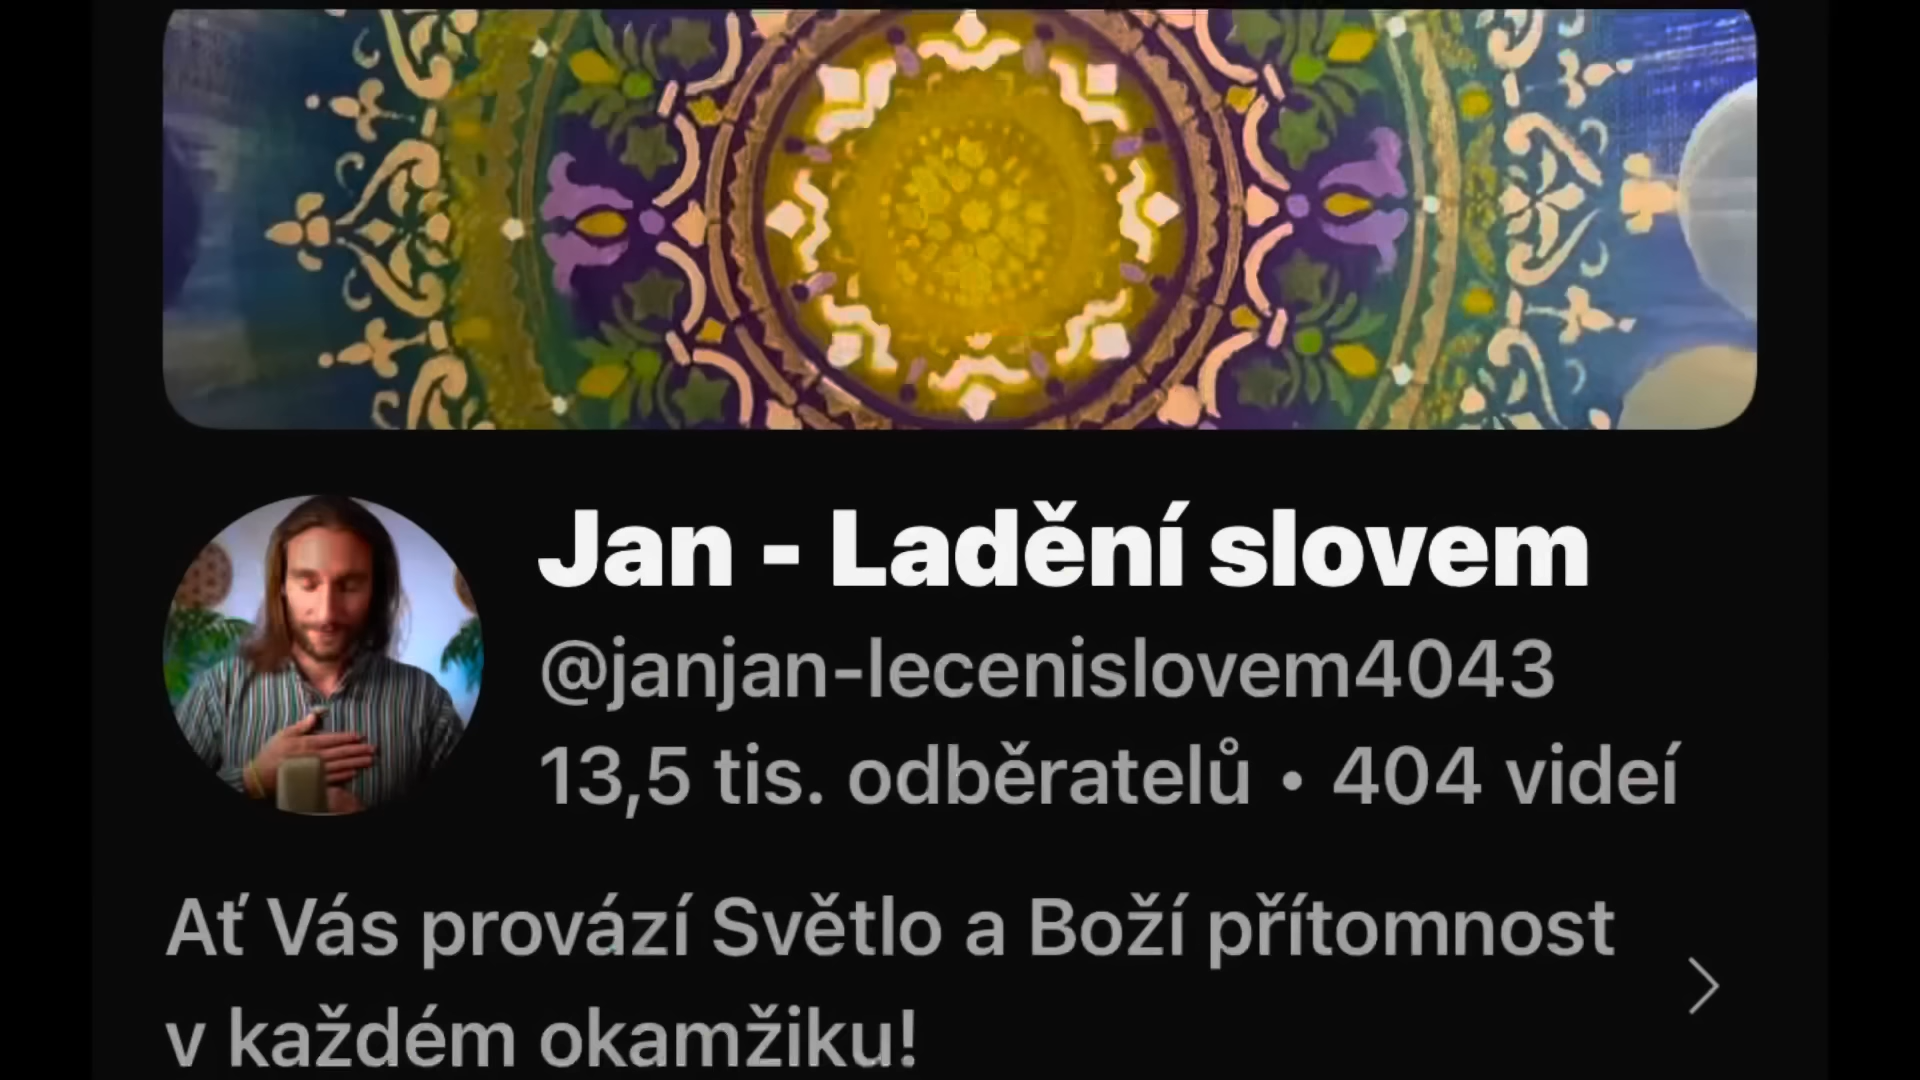 Jan - Ladění slovem
@janjan-lecenislovem4043
13,5 tis. odběratelů • 404 videí
Ať Vás provází Světlo a Boží přítomnost
v každém okamžiku!